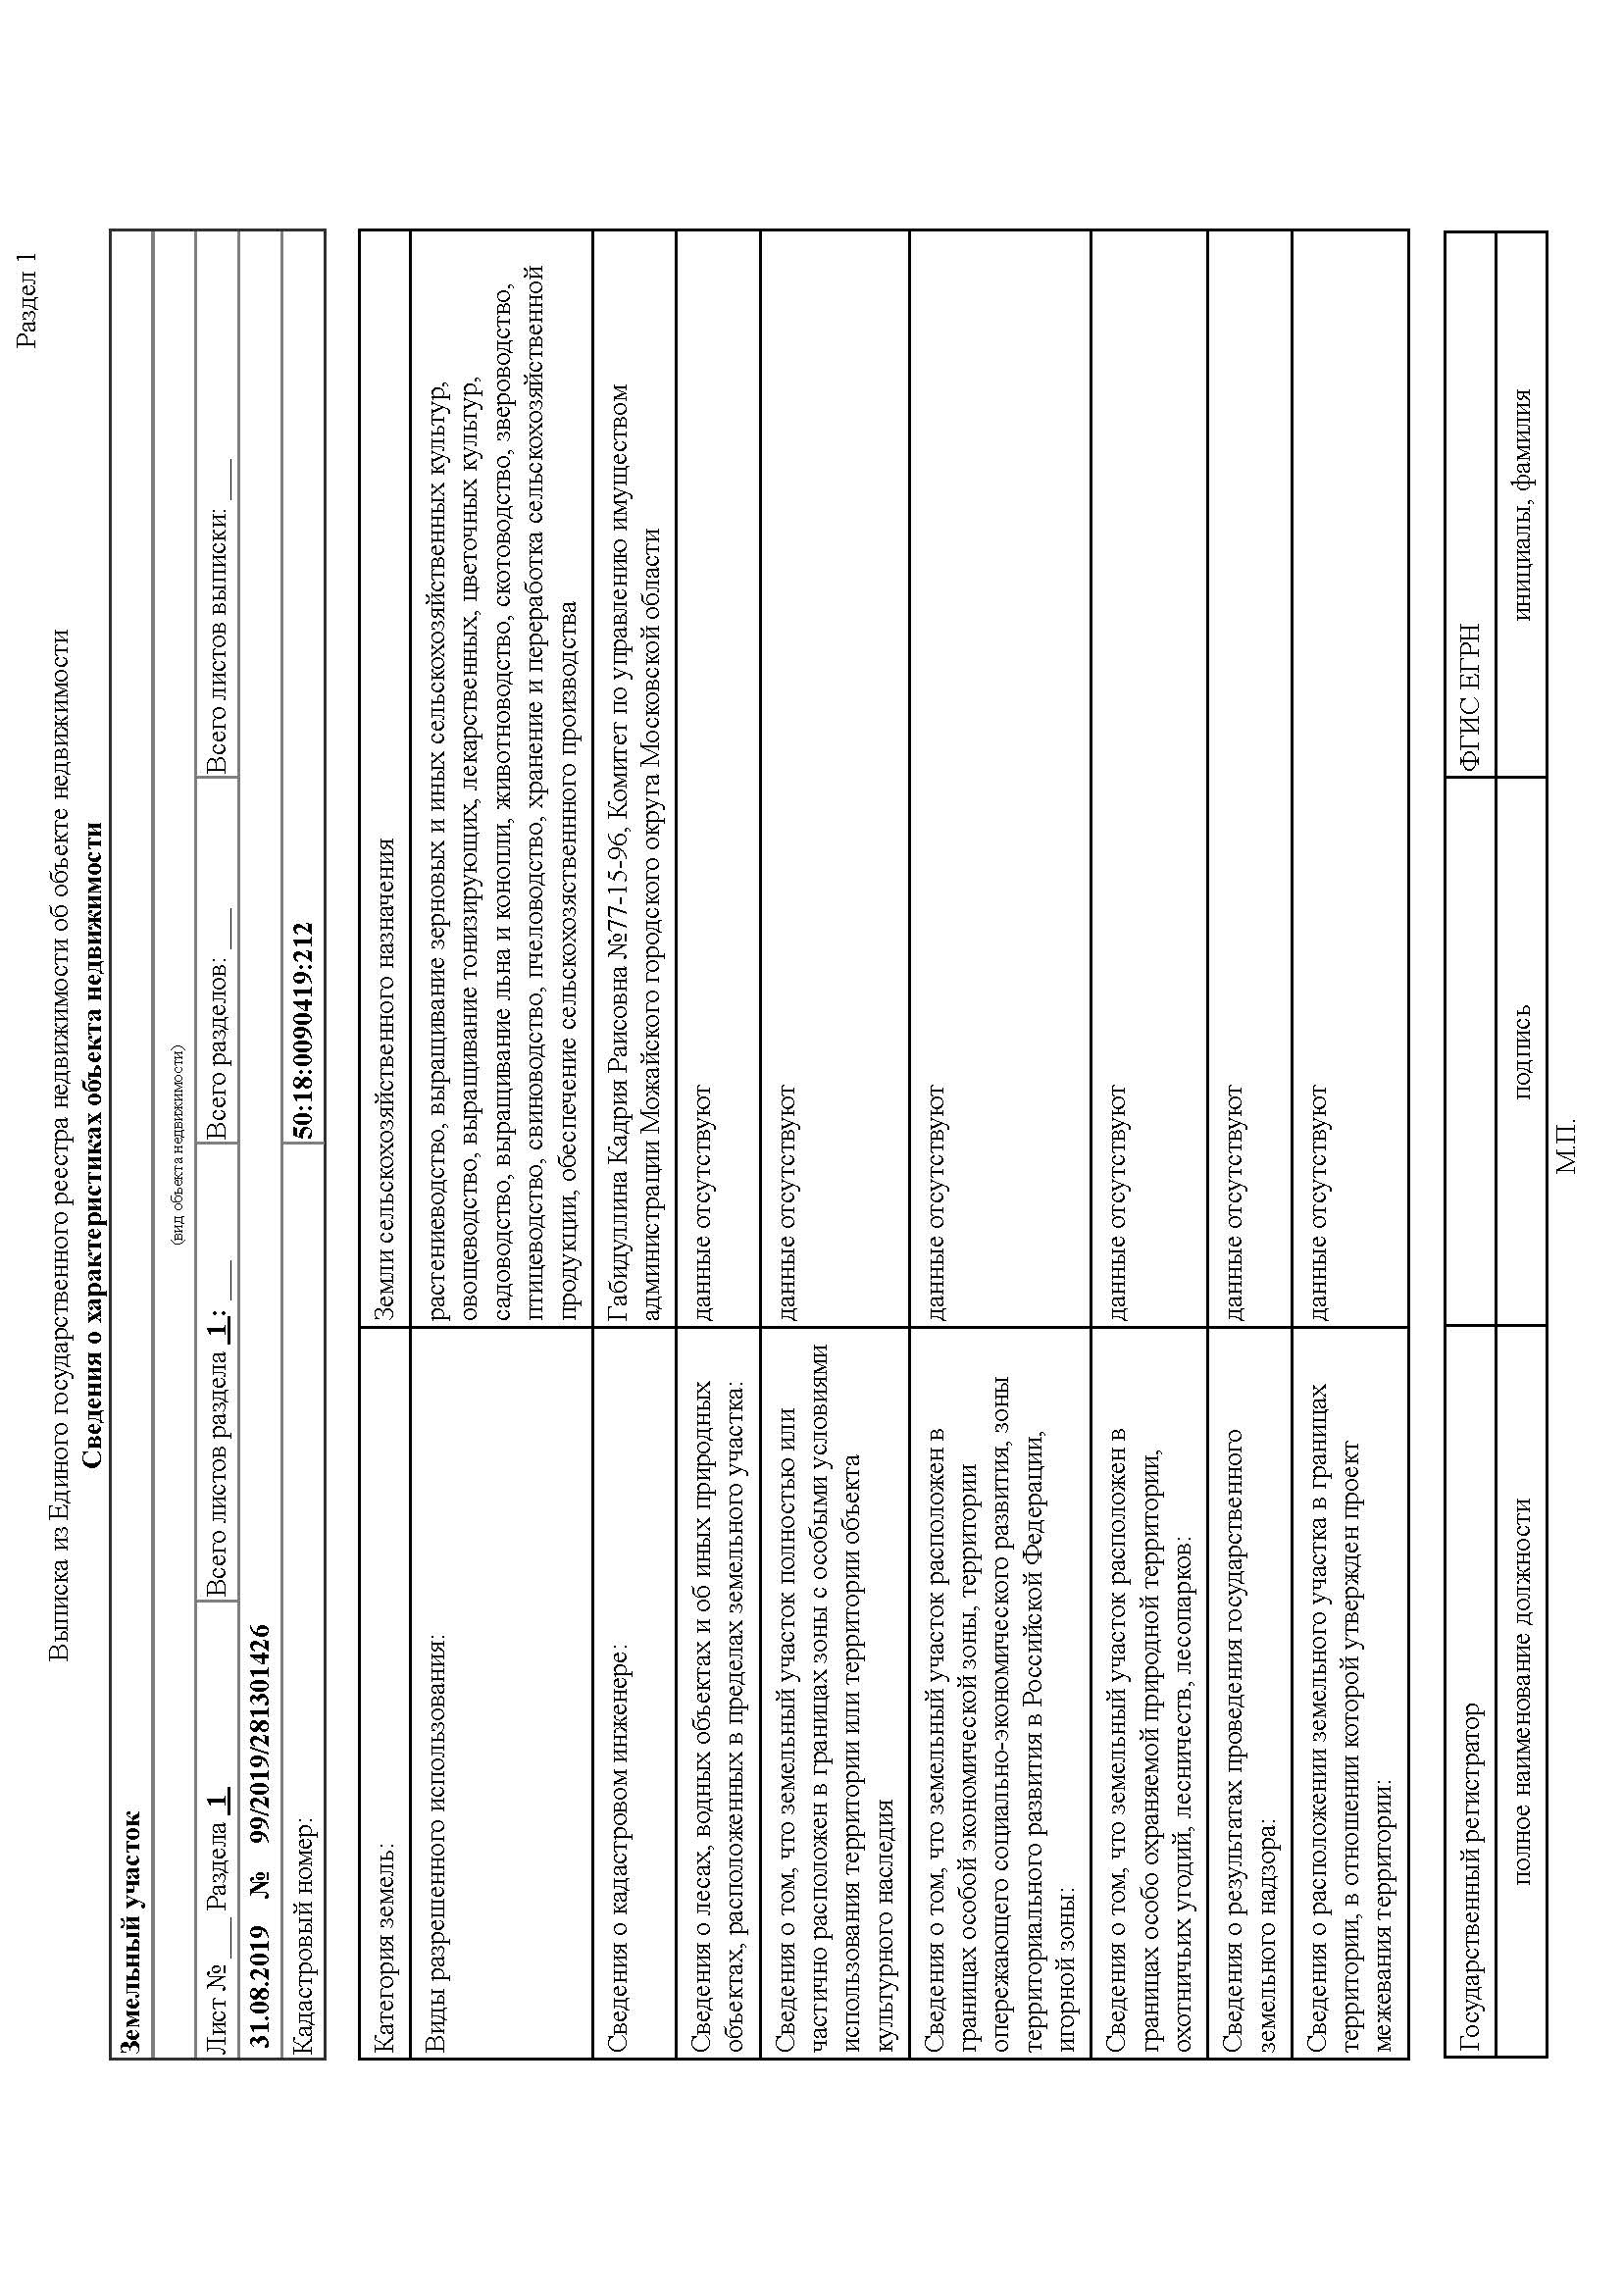 Раздел 1
Выписка из Единого государственного реестра недвижимости об объекте недвижимости
Сведения о характеристиках объекта недвижимости
Земельный участок
(вид объекта недвижимости)
Лист №___ Раздела 1 Всего листов раздела 1: ___ Всего разделов: ___ Всего листов выписки: ___
31.08.2019 № 99/2019/281301426
Кадастровый номер: 50:18:0090419:212
Категория земель: Земли сельскохозяйственного назначения
Виды разрешенного использования: растениеводство, выращивание зерновых и иных сельскохозяйственных культур,
овощеводство, выращивание тонизирующих, лекарственных, цветочных культур,
садоводство, выращивание льна и конопли, животноводство, скотоводство, звероводство,
птицеводство, свиноводство, пчеловодство, хранение и переработка сельскохозяйственной
продукции, обеспечение сельскохозяственного производства
Сведения о кадастровом инженере: Габидуллина Кадрия Раисовна №77-15-96, Комитет по управлению имуществом
администрации Можайского городского округа Московской области
Сведения о лесах, водных объектах и об иных природных
объектах, расположенных в пределах земельного участка:
данные отсутствуют
Сведения о том, что земельный участок полностью или
частично расположен в границах зоны с особыми условиями
использования территории или территории объекта
культурного наследия
данные отсутствуют
Сведения о том, что земельный участок расположен в
границах особой экономической зоны, территории
опережающего социально-экономического развития, зоны
территориального развития в Российской Федерации,
игорной зоны:
данные отсутствуют
Сведения о том, что земельный участок расположен в
границах особо охраняемой природной территории,
охотничьих угодий, лесничеств, лесопарков:
данные отсутствуют
Сведения о результатах проведения государственного
земельного надзора:
данные отсутствуют
Сведения о расположении земельного участка в границах
территории, в отношении которой утвержден проект
межевания территории:
данные отсутствуют
Государственный регистратор ФГИС ЕГРН
полное наименование должности подпись инициалы, фамилия
М.П.